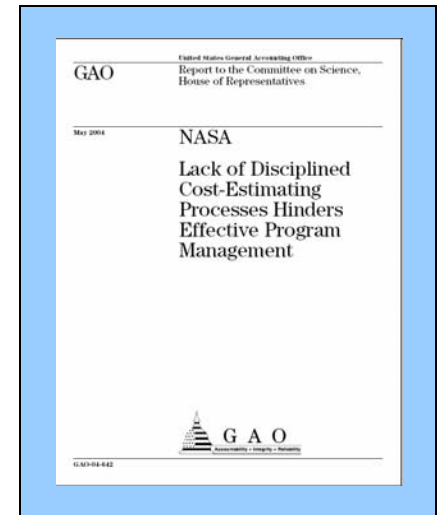 United States General Accounting Office
GAO
Report to the Committee on Science,
House of Representatives
May 2004
NASA
Lack of Disciplined
Cost-Estimating
Processes Hinders
Effective Program
Management
G A O
Accountability * Integrity * Reliability
GAO-04-642